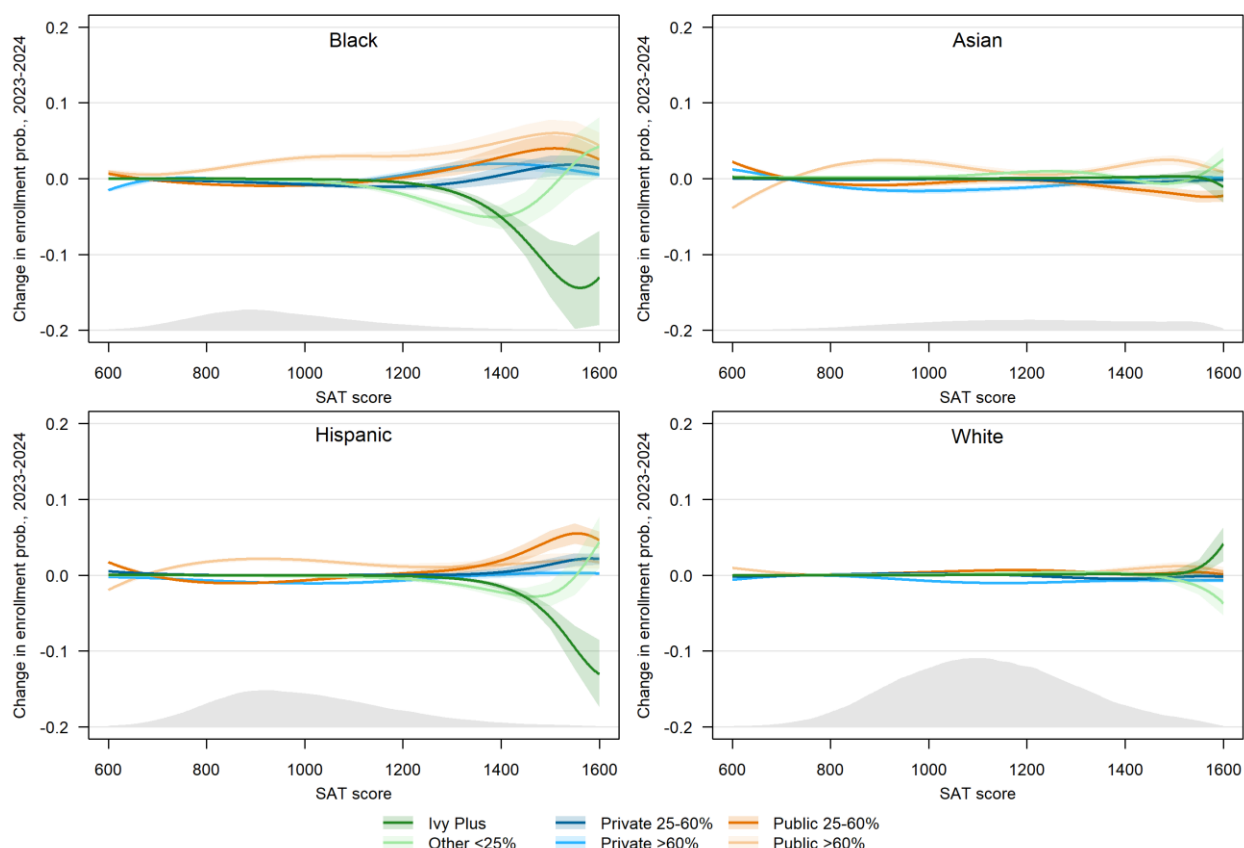 Black
Asian
Change in enrollment prob., 2023-2024
0.2
0.1
0.0
-0.1
-0.2
600 800 1000 1200 1400 1600
SAT score
Change in enrollment prob., 2023-2024
0.2
0.1
0.0
-0.1
-0.2
600 800 1000 1200 1400 1600
SAT score
Hispanic
White
Change in enrollment prob., 2023-2024
0.2
0.1
0.0
-0.1
-0.2
600 800 1000 1200 1400 1600
SAT score
Change in enrollment prob., 2023-2024
0.2
0.1
0.0
-0.1
-0.2
600 800 1000 1200 1400 1600
SAT score
Ivy Plus Private 25-60% Public 25-60%
Other <25% Private >60% Public >60%